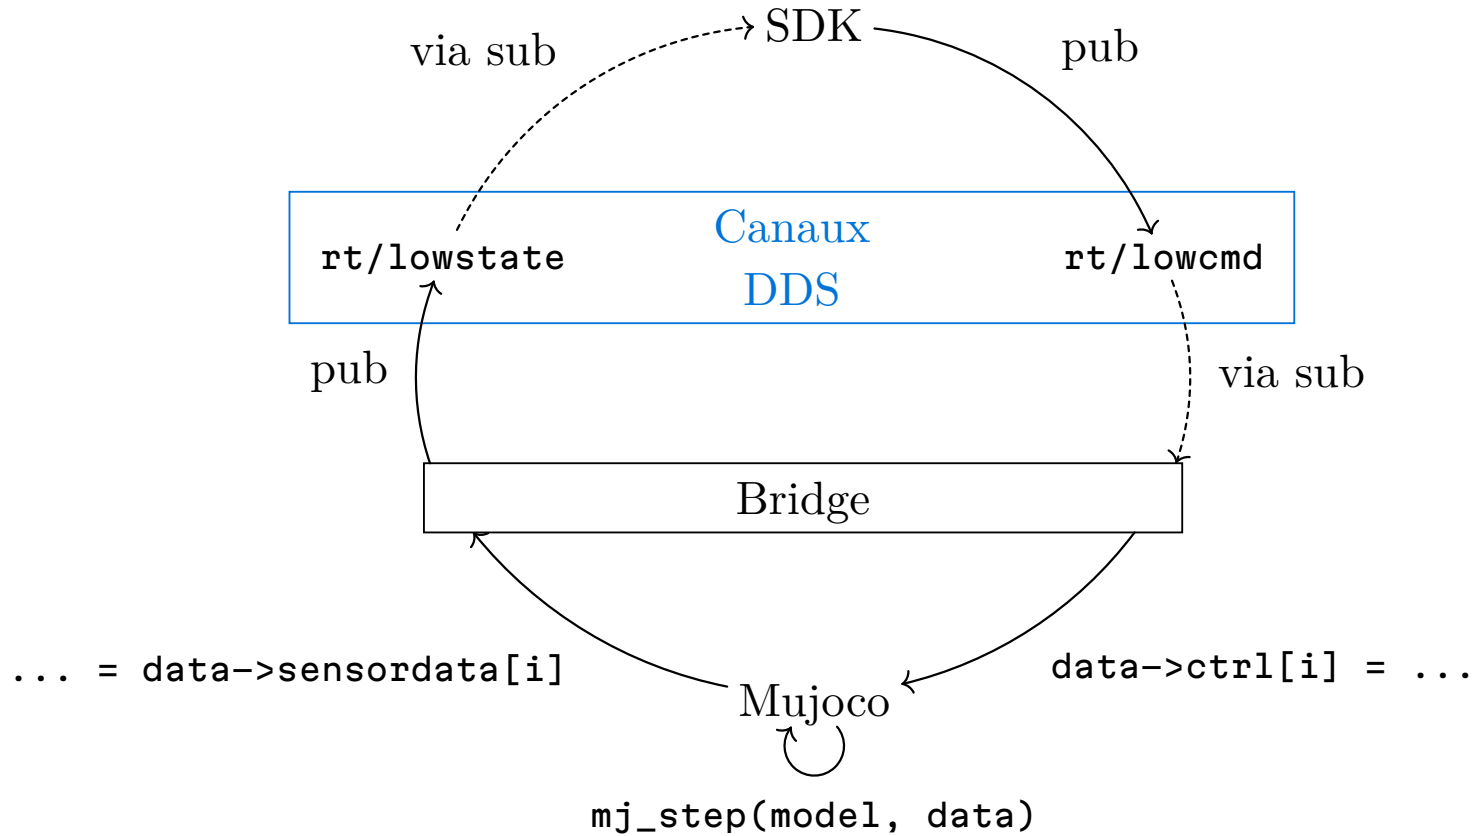 SDK
via sub
pub
Canaux
DDS
rt/lowstate
rt/lowcmd
pub
via sub
Bridge
... = data->sensordata[i]
data->ctrl[i] = ...
Mujoco
mj_step(model, data)